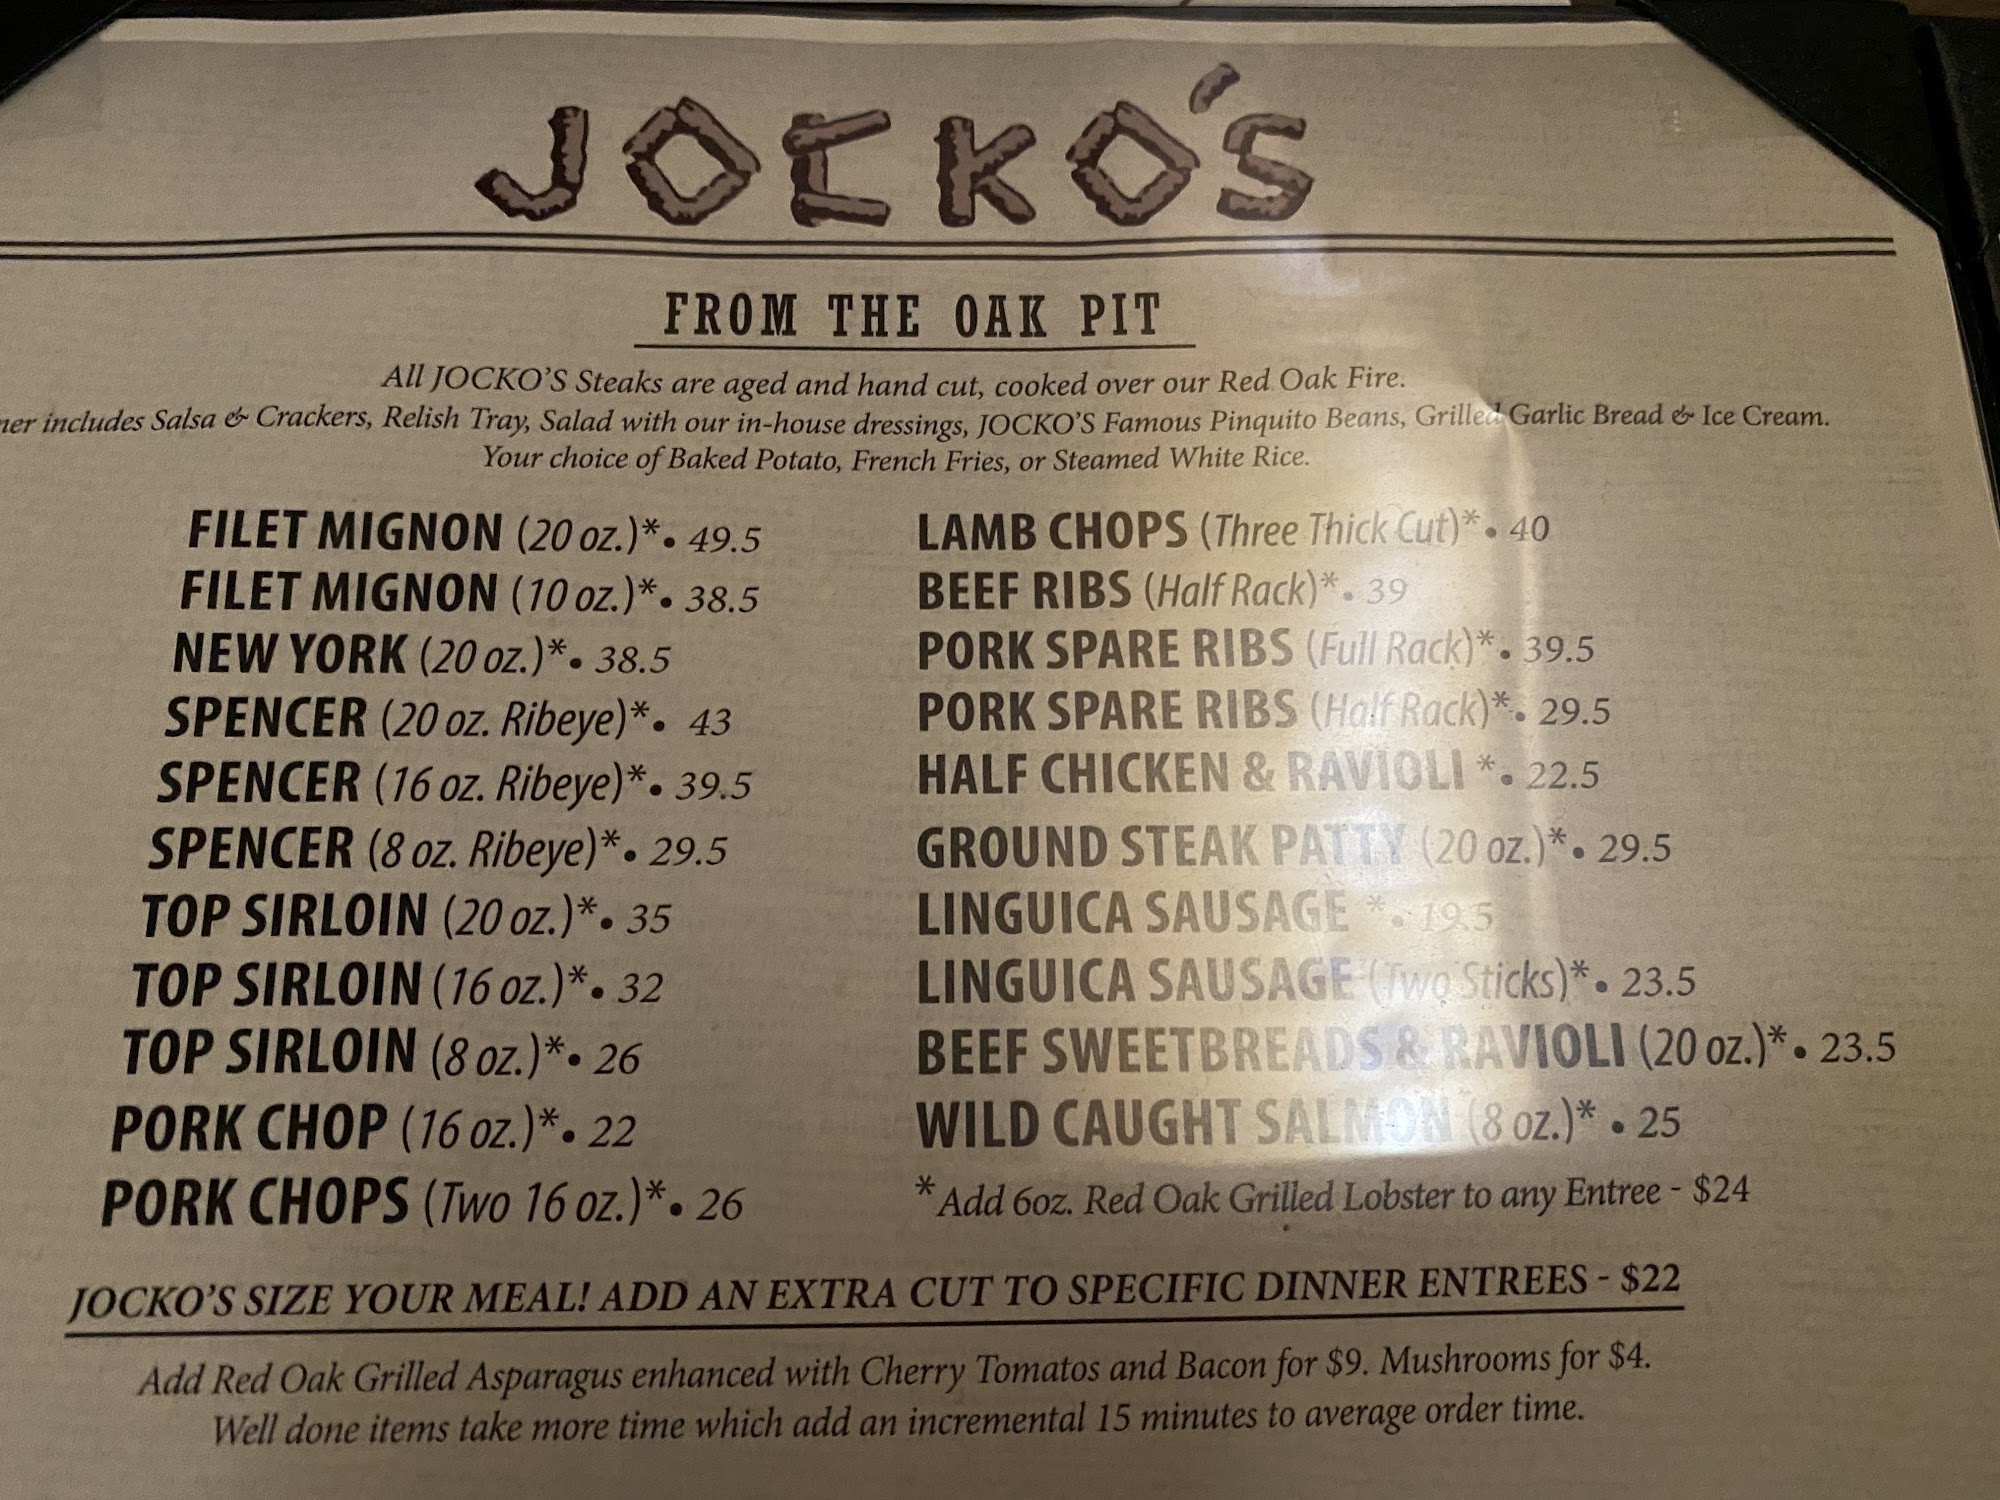 JOCKO'S
FROM THE OAK PIT
All JOCKO'S Steaks are aged and hand cut, cooked over our Red Oak Fire.
includes Salsa & Crackers, Relish Tray, Salad with our in-house dressings, JOCKO'S Famous Pinquito Beans, Grilled Garlic Bread & Ice Cream.
Your choice of Baked Potato, French Fries, or Steamed White Rice.
FILET MIGNON (20 oz.)* • 49.5
FILET MIGNON (10 oz.)* • 38.5
NEW YORK (20 oz.)* • 38.5
SPENCER (20 oz. Ribeye)* • 43
SPENCER (16 oz. Ribeye)* • 39.5
SPENCER (8 oz. Ribeye)* • 29.5
TOP SIRLOIN (20 oz.)* • 35
TOP SIRLOIN (16 oz.)* • 32
TOP SIRLOIN (8 oz.)* • 26
PORK CHOP (16 oz.)* • 22
PORK CHOPS (Two 16 oz.)* • 26
LAMB CHOPS (Three Thick Cut)* • 40
BEEF RIBS (Half Rack)* • 39
PORK SPARE RIBS (Full Rack)* • 39.5
PORK SPARE RIBS (Half Rack)* • 29.5
HALF CHICKEN & RAVIOLI * • 22.5
GROUND STEAK PATTY (20 oz.)* • 29.5
LINGUICA SAUSAGE * • 19.5
LINGUICA SAUSAGE (Two Sticks)* • 23.5
BEEF SWEETBREADS & RAVIOLI (20 oz.)* • 23.5
WILD CAUGHT SALMON (8 oz.)* • 25
*Add 6oz. Red Oak Grilled Lobster to any Entree - $24
JOCKO'S SIZE YOUR MEAL! ADD AN EXTRA CUT TO SPECIFIC DINNER ENTREES - $22
Add Red Oak Grilled Asparagus enhanced with Cherry Tomatos and Bacon for $9. Mushrooms for $4.
Well done items take more time which add an incremental 15 minutes to average order time.